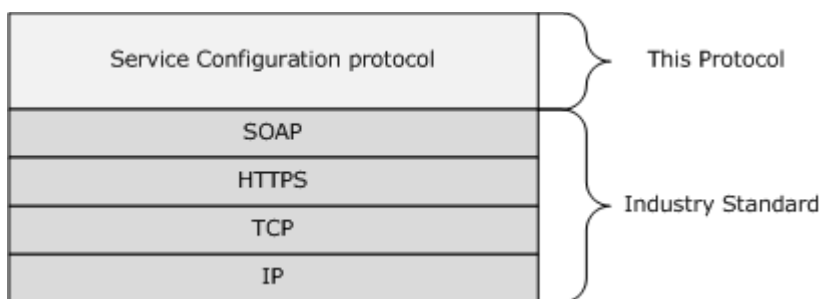 Service Configuration protocol
This Protocol
SOAP
HTTPS
Industry Standard
TCP
IP